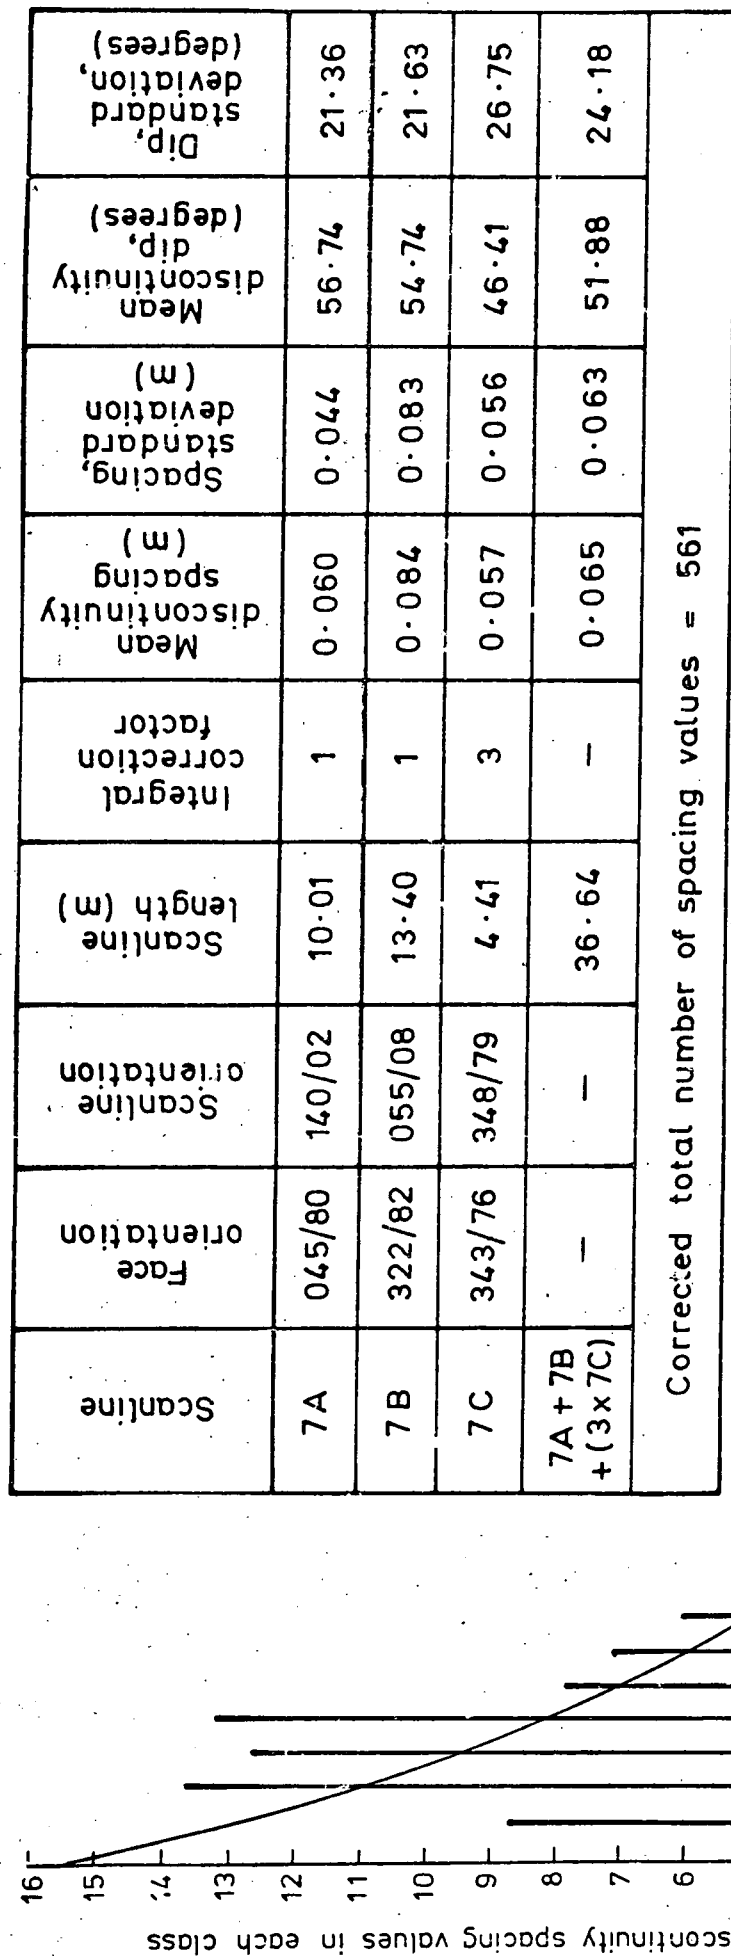 Scanline | Face orientation | Scanline orientation | Scanline length (m) | Integral correction factor | Mean discontinuity spacing (m) | Spacing, standard deviation (m) | Mean discontinuity dip, (degrees) | Dip, standard deviation, (degrees)
7A | 045/80 | 140/02 | 10·01 | 1 | 0·060 | 0·044 | 56·74 | 21·36
7B | 322/82 | 055/08 | 13·40 | 1 | 0·084 | 0·083 | 54·74 | 21·63
7C | 343/76 | 348/79 | 4·41 | 3 | 0·057 | 0·056 | 46·41 | 26·75
7A + 7B + (3 x 7C) | — | — | 36·64 | — | 0·065 | 0·063 | 51·88 | 24·18
Corrected total number of spacing values = 561
16
15
14
13
12
11
10
9
8
7
6
scontinuity spacing values in each class